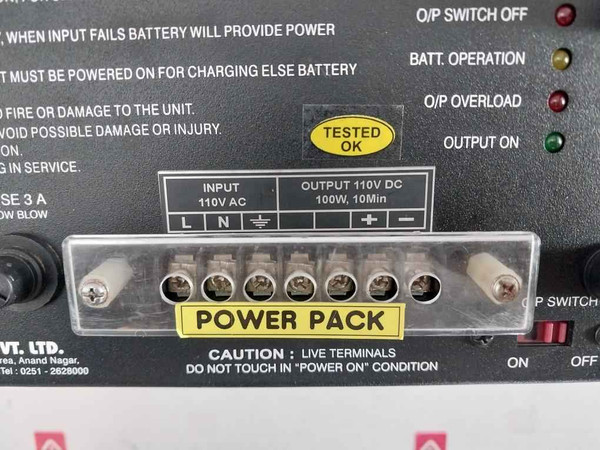 O/P SWITCH OFF
, WHEN INPUT FAILS BATTERY WILL PROVIDE POWER
BATT. OPERATION
T MUST BE POWERED ON FOR CHARGING ELSE BATTERY
O/P OVERLOAD
FIRE OR DAMAGE TO THE UNIT.
VOID POSSIBLE DAMAGE OR INJURY.
TESTED
OK
OUTPUT ON
ON.
G IN SERVICE.
INPUT
110V AC
OUTPUT 110V DC
100W, 10Min
SE 3 A
OW BLOW
L N + −
POWER PACK
O/P SWITCH
VT. LTD.
rea, Anand Nagar,
Tel : 0251 - 2628000
CAUTION : LIVE TERMINALS
DO NOT TOUCH IN "POWER ON" CONDITION
ON OFF